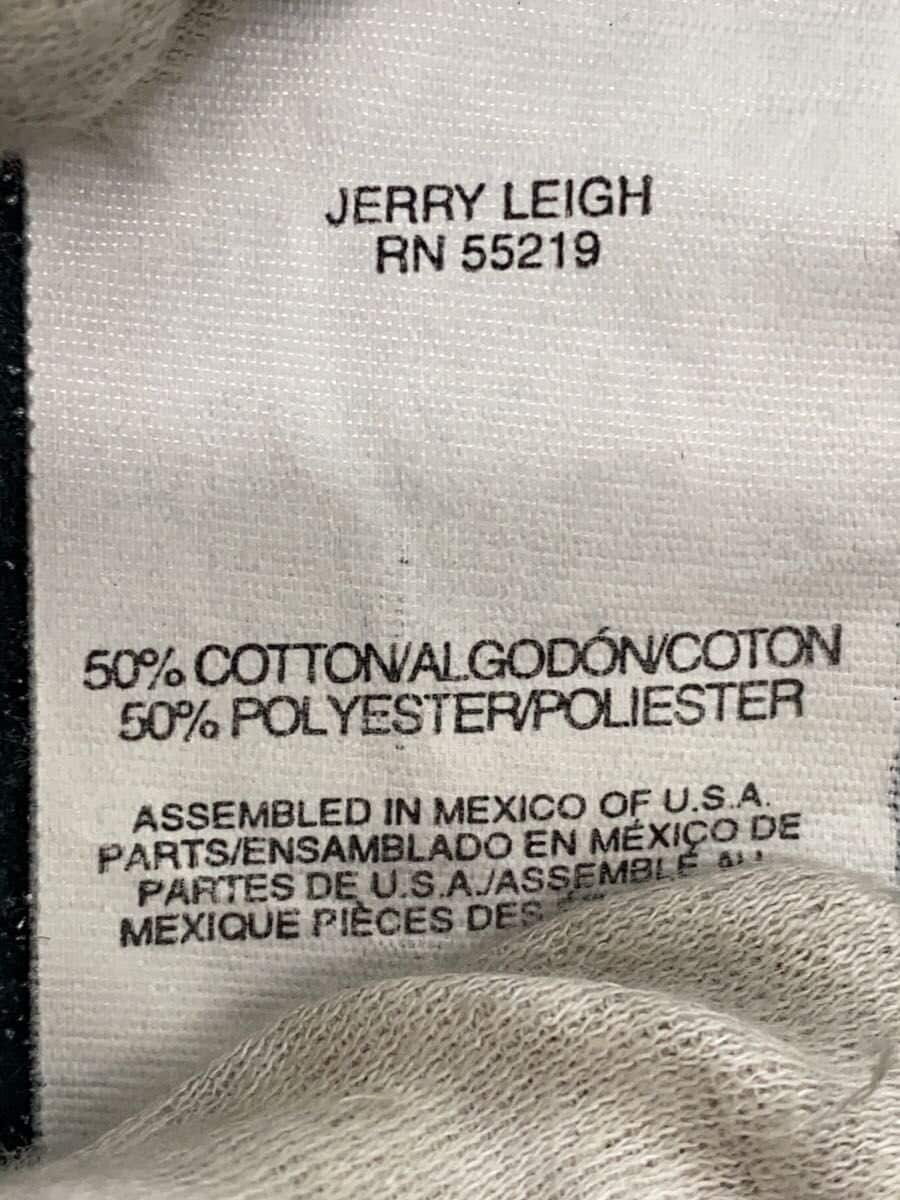 JERRY LEIGH
RN 55219
50% COTTON/ALGODÓN/COTON
50% POLYESTER/POLIESTER
ASSEMBLED IN MEXICO OF U.S.A.
PARTS/ENSAMBLADO EN MÉXICO DE
PARTES DE U.S.A./ASSEMBLÉ
MEXIQUE PIÈCES DES